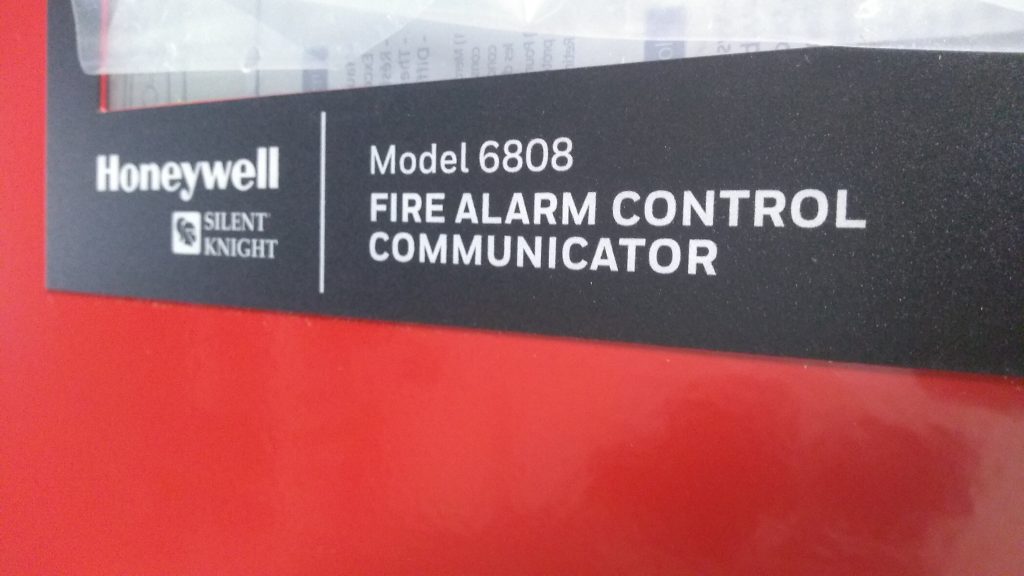 Honeywell
SILENT
KNIGHT
Model 6808
FIRE ALARM CONTROL
COMMUNICATOR